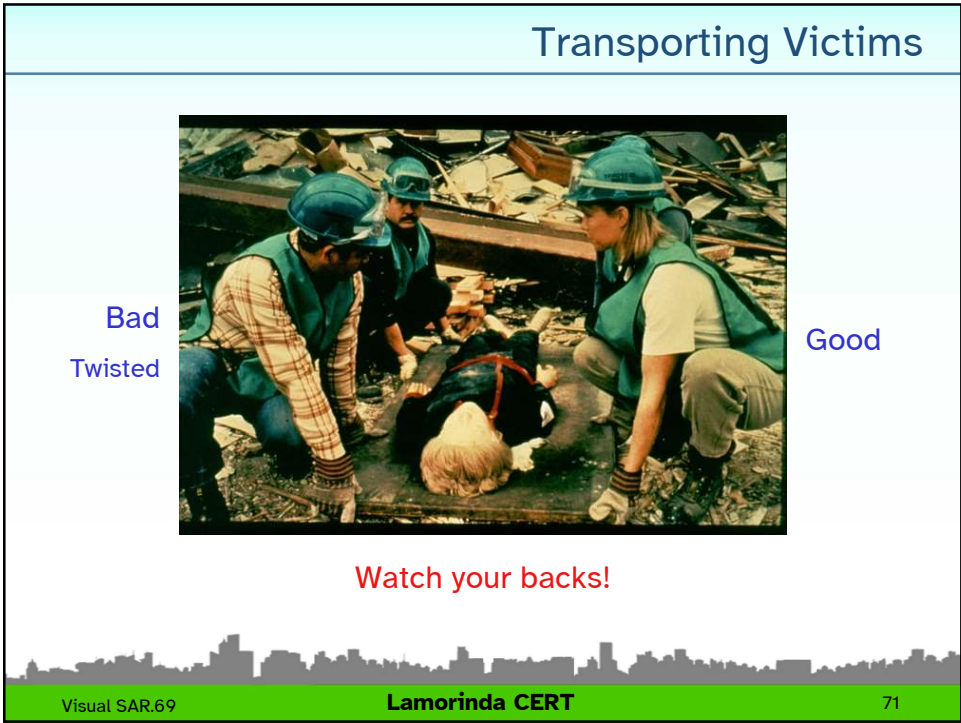 Transporting Victims
Bad
Twisted
Good
Watch your backs!
Visual SAR.69
Lamorinda CERT
71